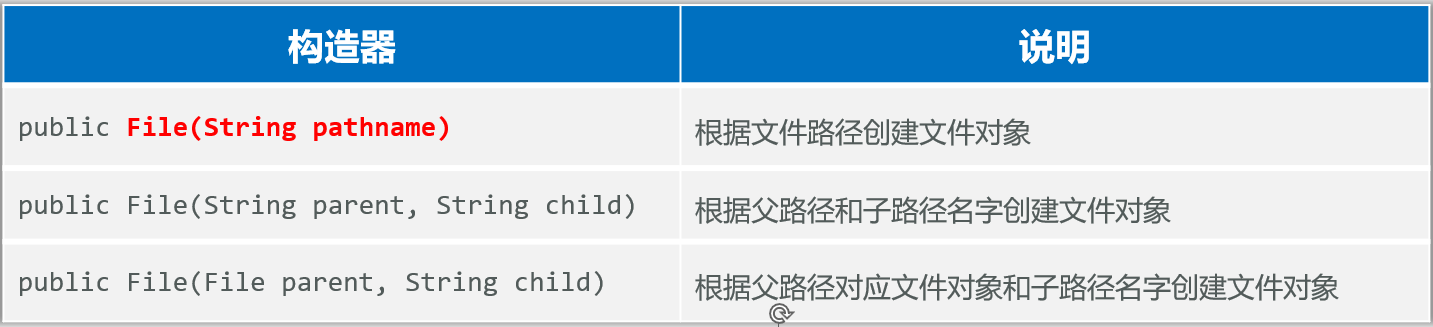 构造器 说明
public File(String pathname) 根据文件路径创建文件对象
public File(String parent, String child) 根据父路径和子路径名字创建文件对象
public File(File parent, String child) 根据父路径对应文件对象和子路径名字创建文件对象